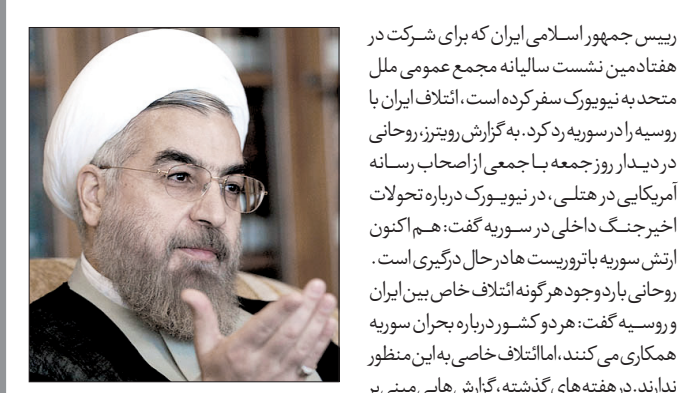 رییس جمهور اسلامی ایران که برای شرکت در
هفتادمین نشست سالیانه مجمع عمومی ملل
متحد به نیویورک سفر کرده است، ائتلاف ایران با
روسیه را در سوریه رد کرد. به گزارش رویترز، روحانی
در دیدار روز جمعه با جمعی از اصحاب رسانه
آمریکایی در هتلی، در نیویورک درباره تحولات
اخیر جنگ داخلی در سوریه گفت: هم اکنون
ارتش سوریه با تروریست ها در حال درگیری است.
روحانی با رد وجود هر گونه ائتلاف خاص بین ایران
و روسیه گفت: هر دو کشور درباره بحران سوریه
همکاری می کنند، اما ائتلاف خاصی به این منظور
ندارند. در هفته های گذشته، گزارش هایی مبنی بر